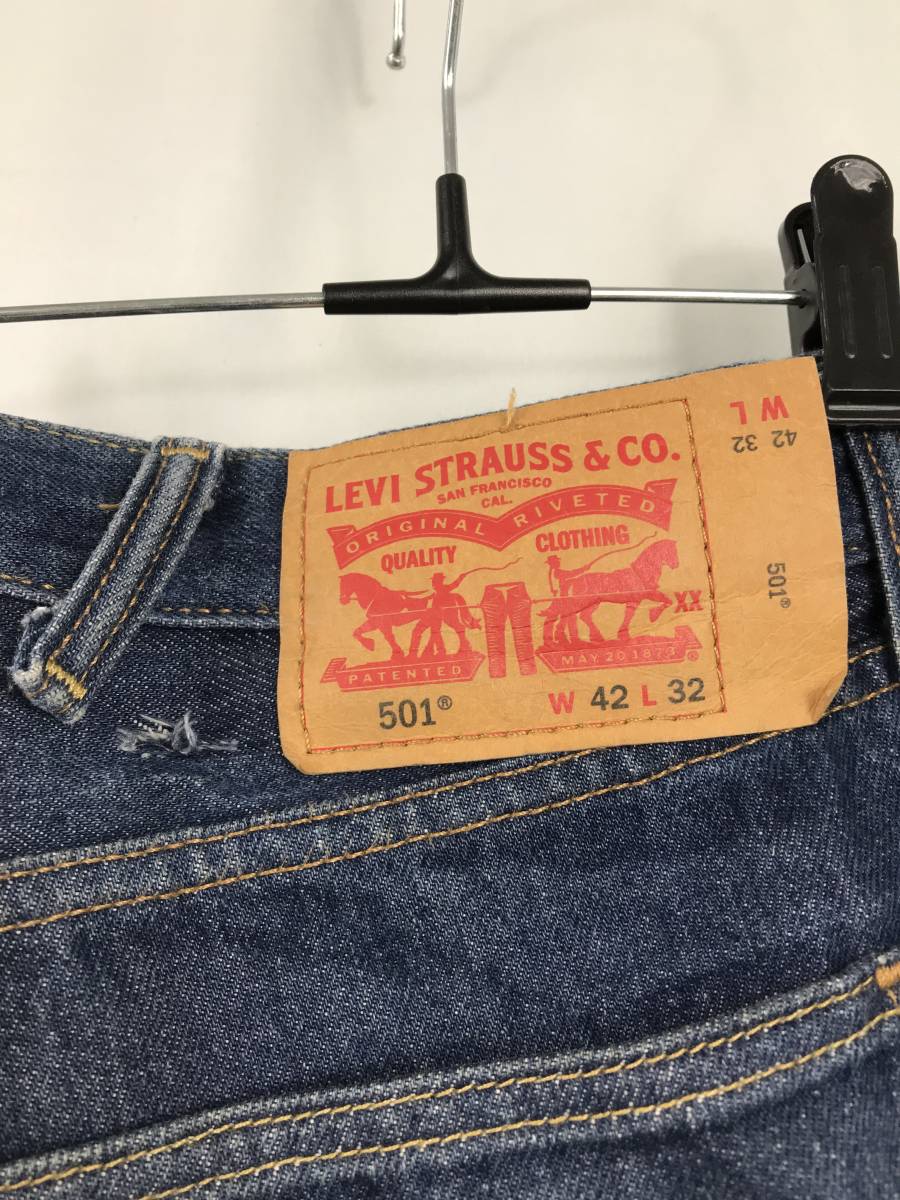 LEVI STRAUSS & CO.
SAN FRANCISCO
CAL.
ORIGINAL RIVETED
QUALITY CLOTHING
XX
PATENTED MAY 20 1873 ®
501® W 42 L 32
W L
42 32
501®